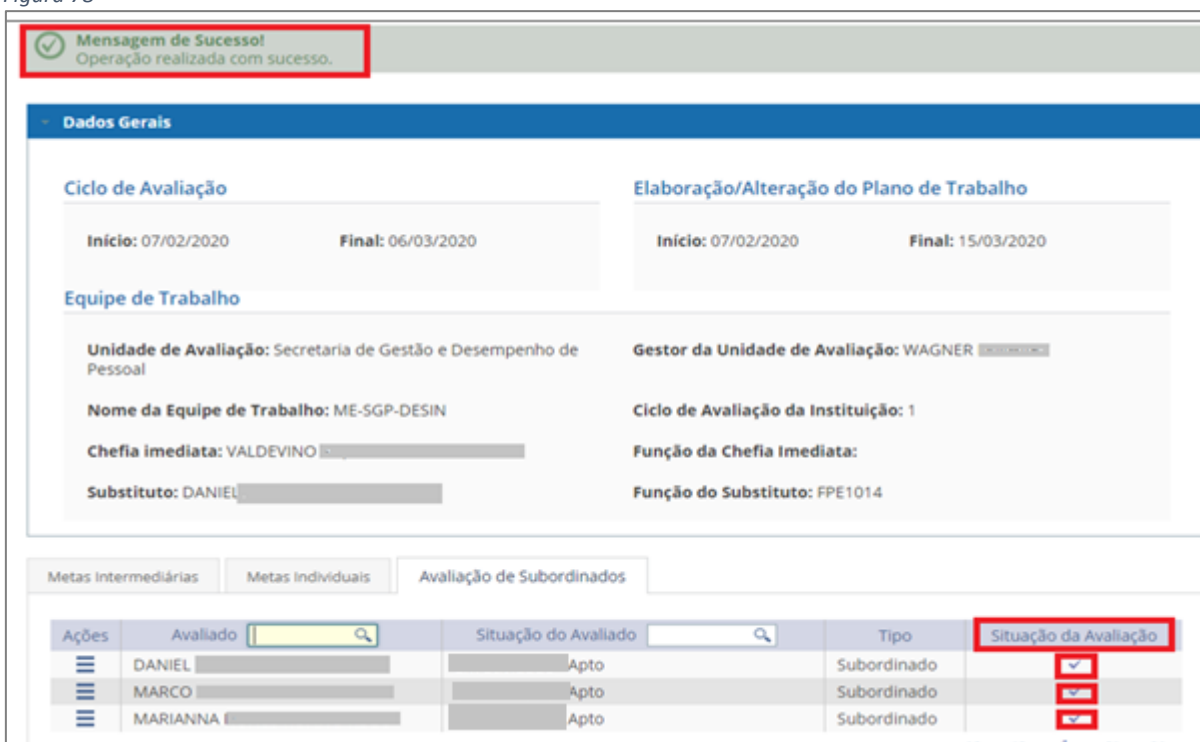 Mensagem de Sucesso!
Operação realizada com sucesso.
Dados Gerais
Ciclo de Avaliação
Elaboração/Alteração do Plano de Trabalho
Início: 07/02/2020 Final: 06/03/2020
Início: 07/02/2020 Final: 15/03/2020
Equipe de Trabalho
Unidade de Avaliação: Secretaria de Gestão e Desempenho de
Pessoal
Gestor da Unidade de Avaliação: WAGNER
Nome da Equipe de Trabalho: ME-SGP-DESIN
Ciclo de Avaliação da Instituição: 1
Chefia imediata: VALDEVINO
Função da Chefia Imediata:
Substituto: DANIEL
Função do Substituto: FPE1014
Metas Intermediárias Metas Individuais Avaliação de Subordinados
Ações Avaliado Situação do Avaliado Tipo Situação da Avaliação
DANIEL Apto Subordinado
MARCO Apto Subordinado
MARIANNA Apto Subordinado